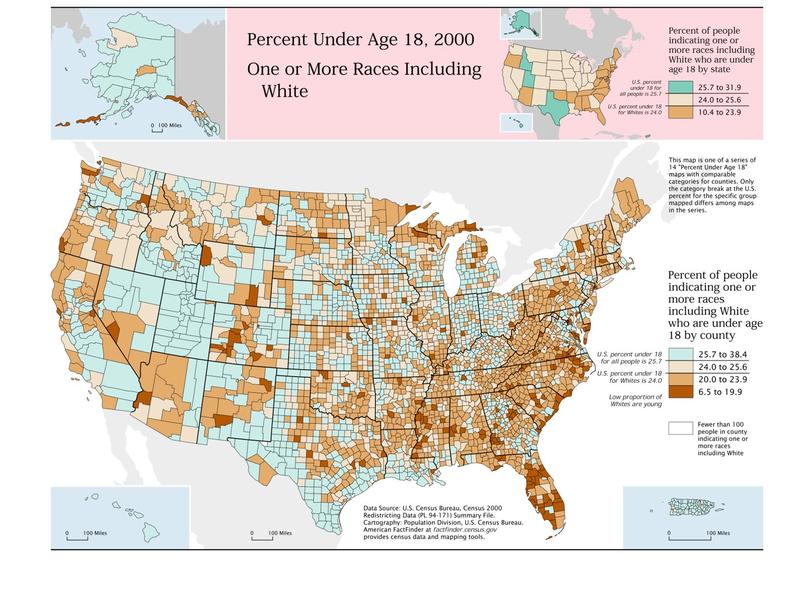 Percent Under Age 18, 2000
One or More Races Including
White
0 100 Miles
Percent of people
indicating one or
more races including
White who are under
age 18 by state
U.S. percent
under 18 for
all people is 25.7
U.S. percent under 18
for Whites is 24.0
25.7 to 31.9
24.0 to 25.6
10.4 to 23.9
This map is one of a series of
14 "Percent Under Age 18"
maps with comparable
categories for counties. Only
the category break at the U.S.
percent for the specific group
mapped differs among maps
in the series.
Percent of people
indicating one or
more races
including White
who are under age
18 by county
U.S. percent under 18
for all people is 25.7
U.S. percent under 18
for Whites is 24.0
Low proportion of
Whites are young
25.7 to 38.4
24.0 to 25.6
20.0 to 23.9
6.5 to 19.9
Fewer than 100
people in county
indicating one or
more races
including White
0 100 Miles
0 100 Miles
Data Source: U.S. Census Bureau, Census 2000
Redistricting Data (PL 94-171) Summary File.
Cartography: Population Division, U.S. Census Bureau.
American FactFinder at factfinder.census.gov
provides census data and mapping tools.
0 100 Miles